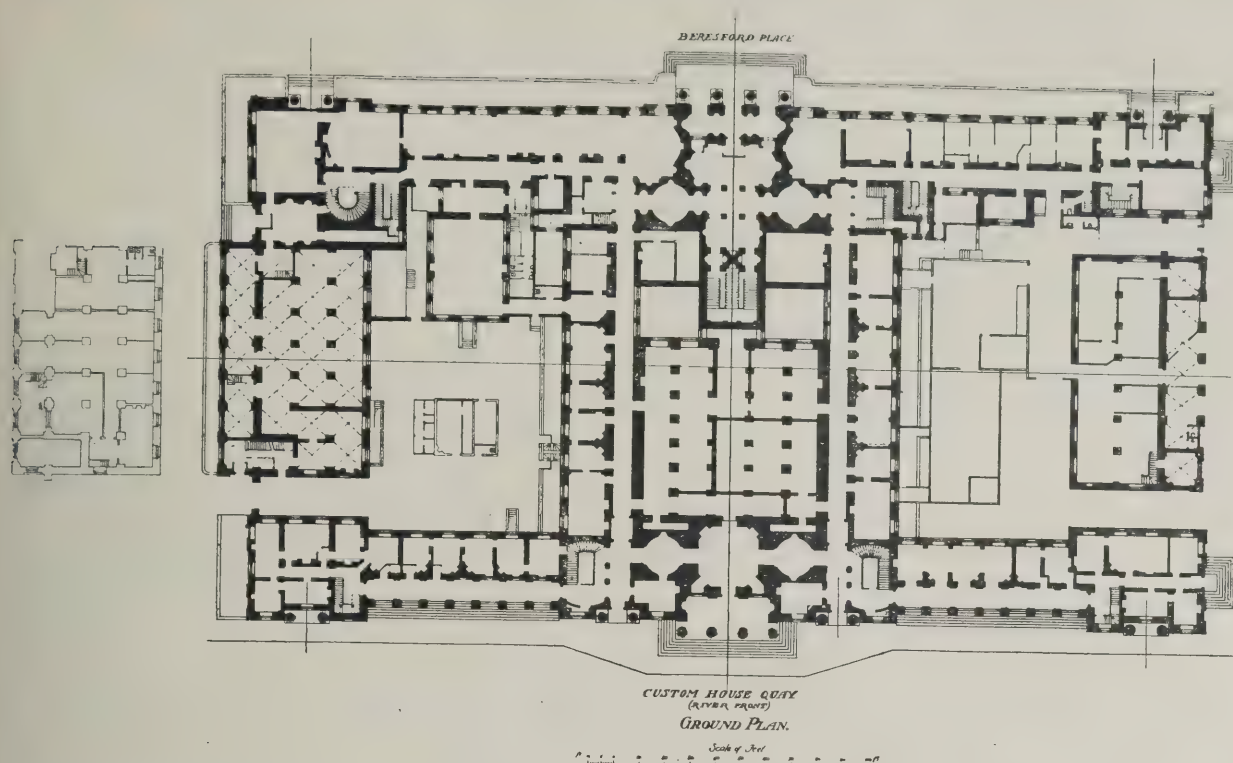 BERESFORD PLACE
CUSTOM HOUSE QUAY
(RIVER FRONT)
GROUND PLAN.
Scale of Feet